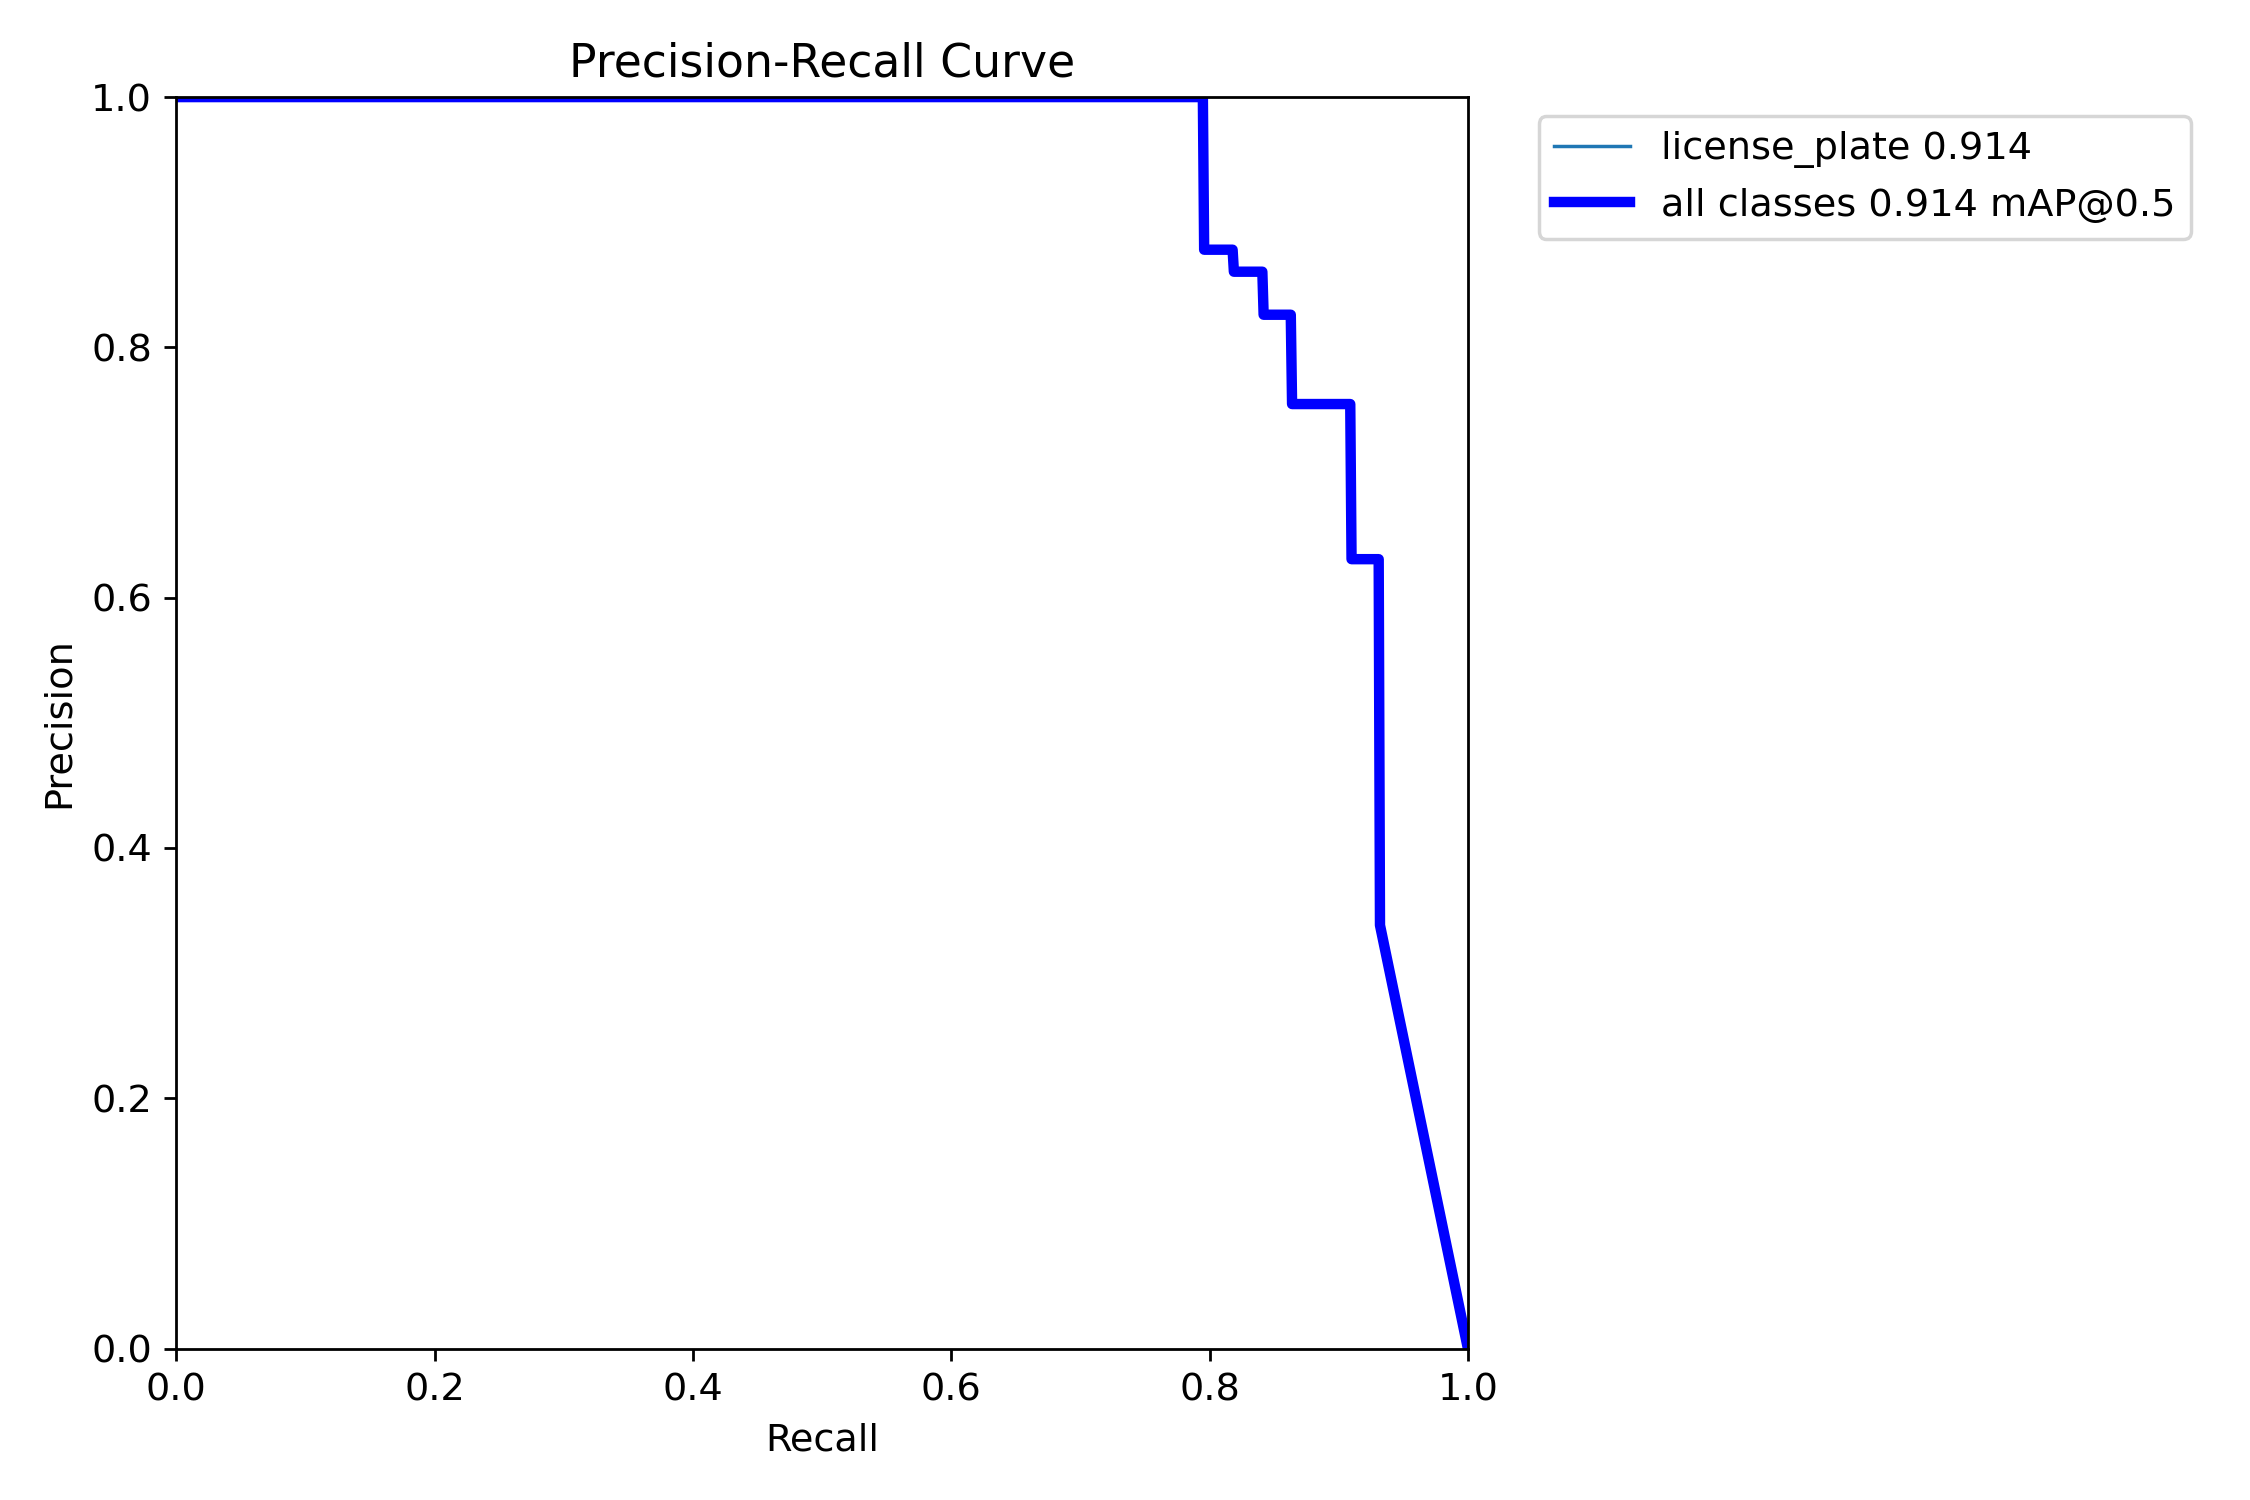 Precision-Recall Curve
1.0
0.8
0.6
0.4
0.2
0.0
Precision
0.0 0.2 0.4 0.6 0.8 1.0
Recall
license_plate 0.914
all classes 0.914 mAP@0.5